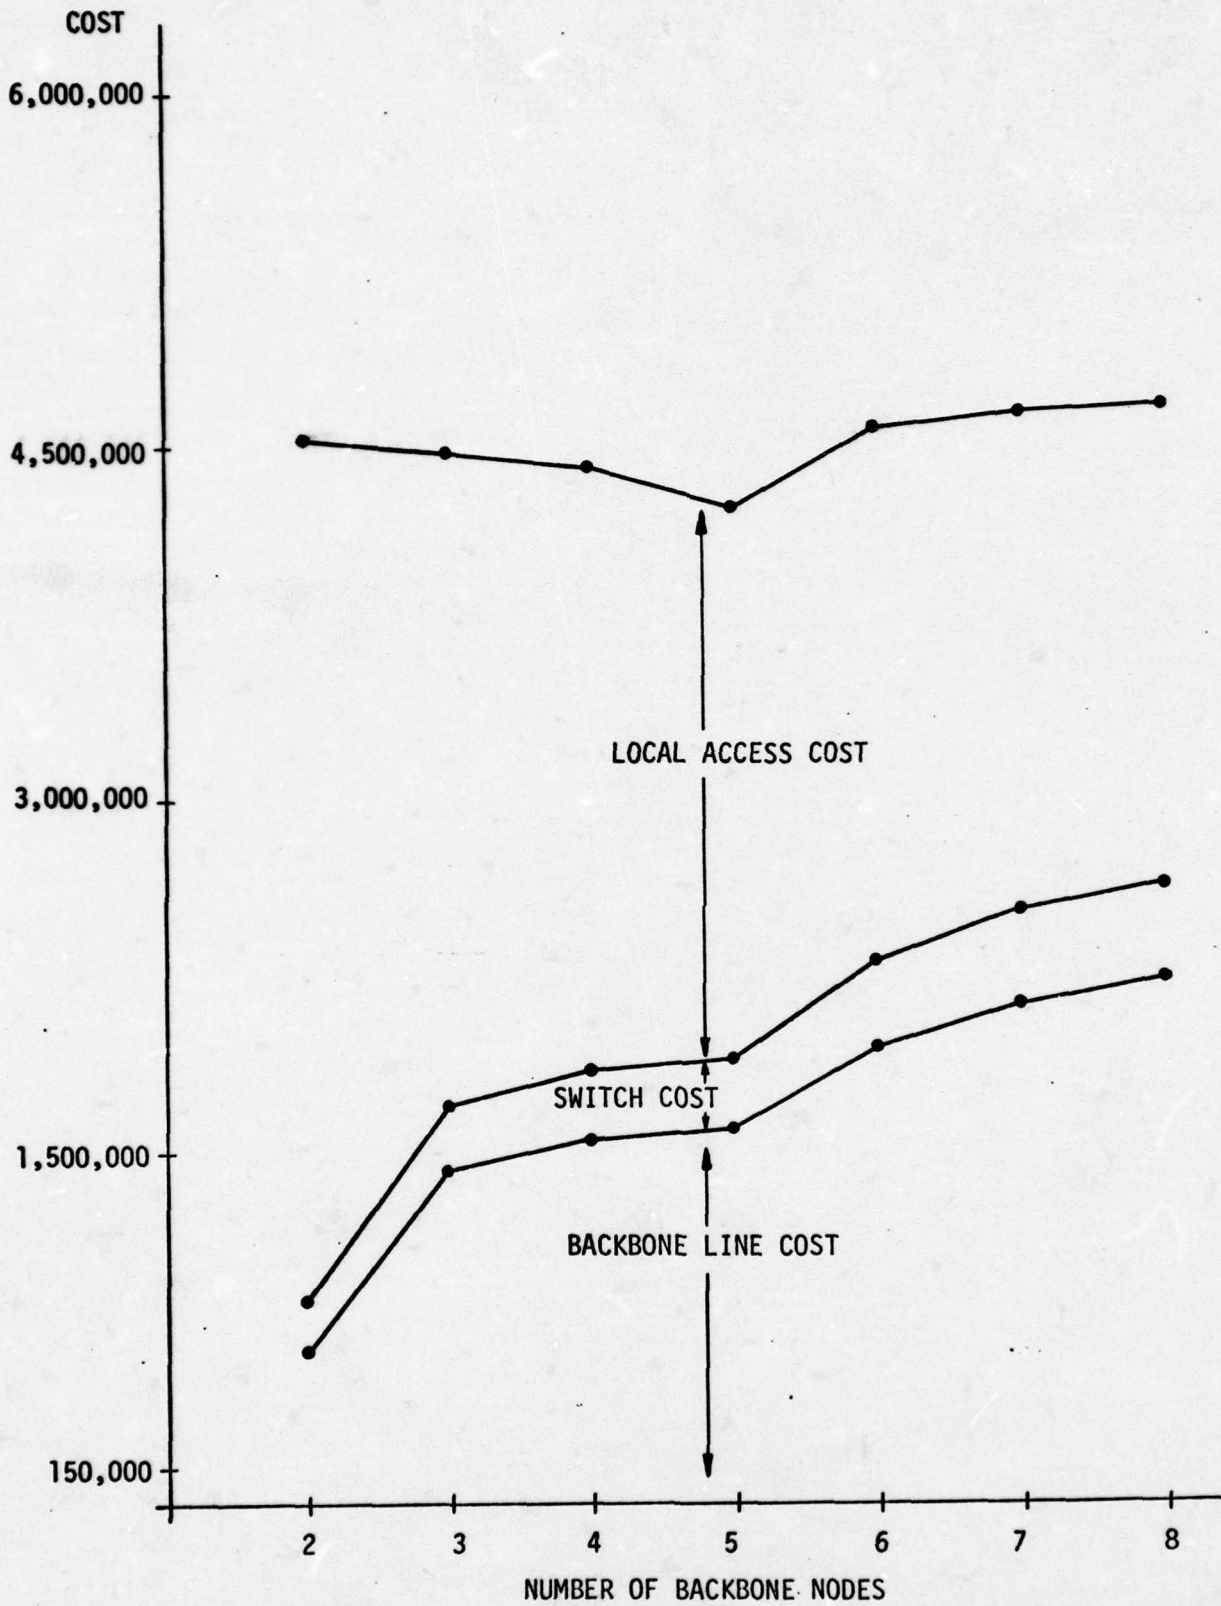 COST
6,000,000
4,500,000
LOCAL ACCESS COST
3,000,000
SWITCH COST
1,500,000
BACKBONE LINE COST
150,000
2 3 4 5 6 7 8
NUMBER OF BACKBONE NODES